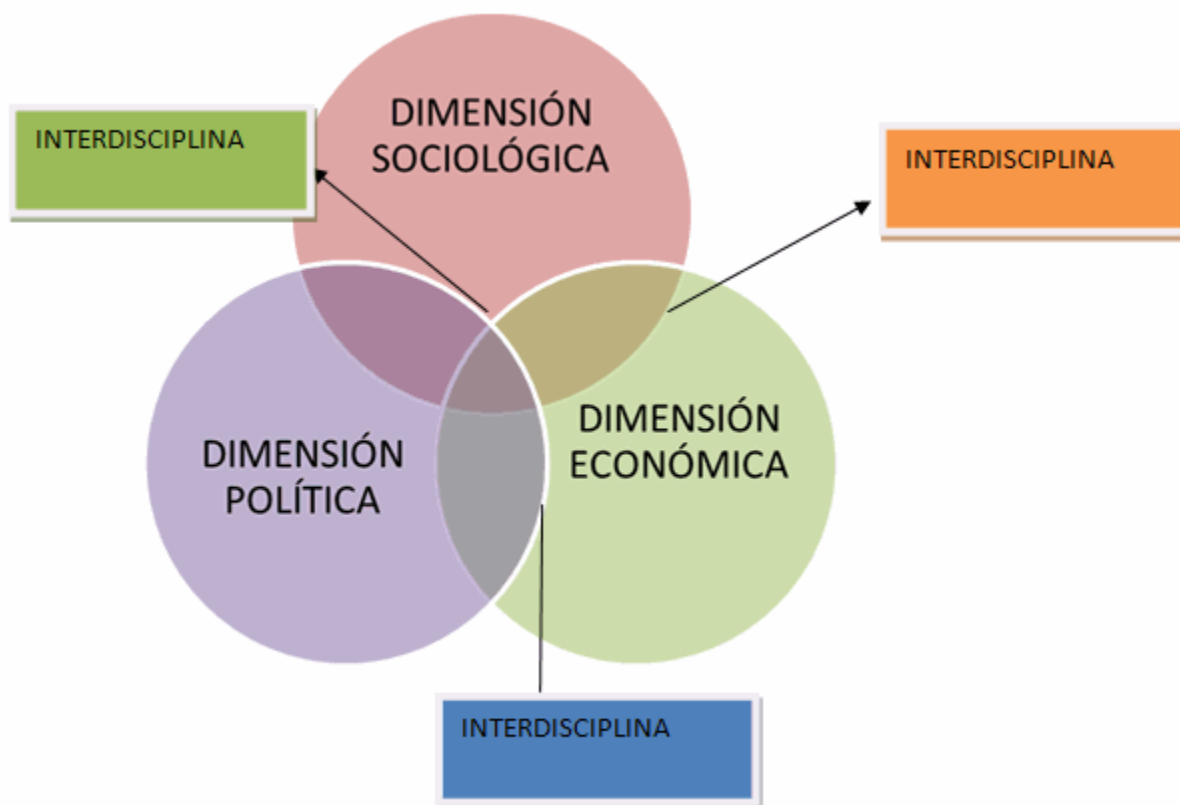 DIMENSIÓN
SOCIOLÓGICA
INTERDISCIPLINA
INTERDISCIPLINA
DIMENSIÓN
POLÍTICA
DIMENSIÓN
ECONÓMICA
INTERDISCIPLINA